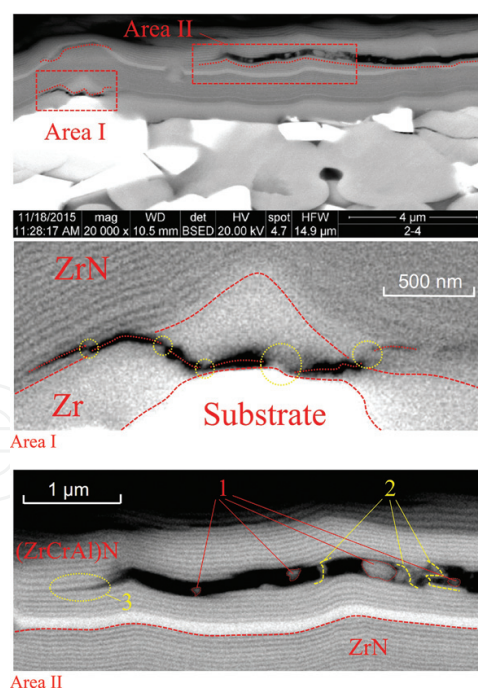 Area II
Area I
11/18/2015 mag WD det HV spot HFW 4 µm
11:28:17 AM 20 000 x 10.5 mm BSED 20.00 kV 4.7 14.9 µm 2-4
ZrN
500 nm
Zr
Substrate
Area I
1 µm
1
2
(ZrCrAl)N
3
ZrN
Area II